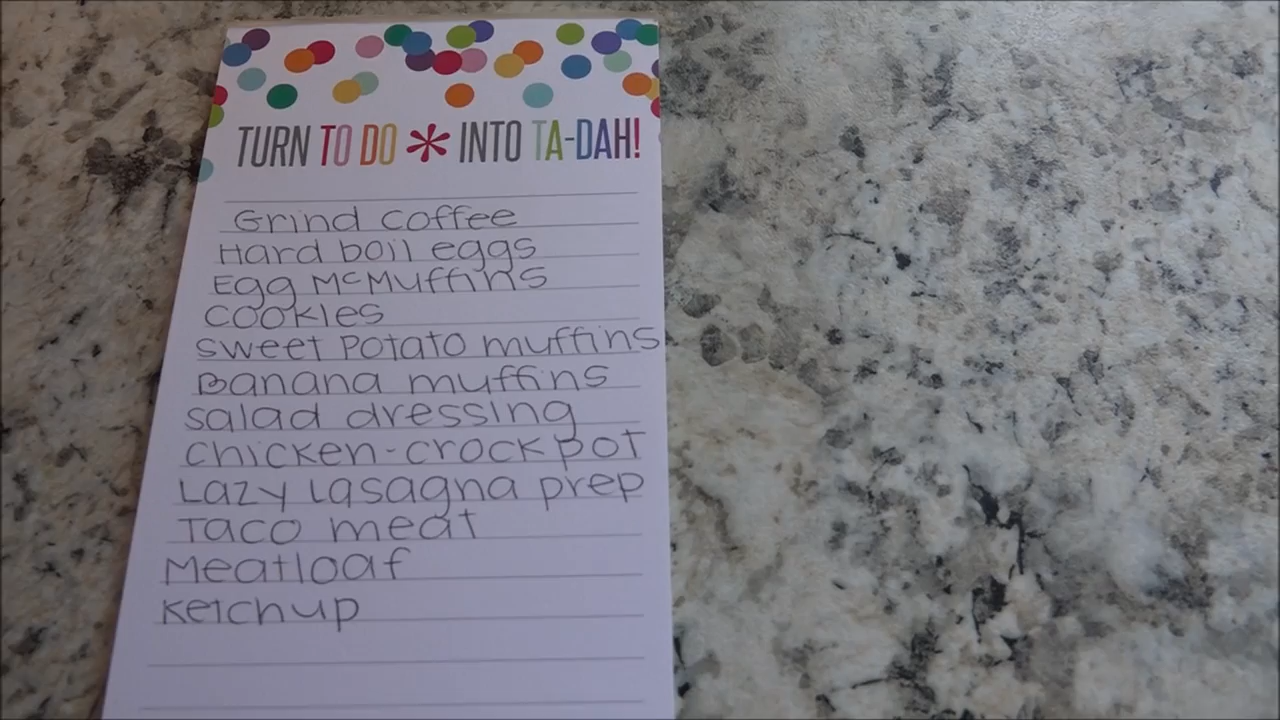 TURN TO DO * INTO TA-DAH!
Grind coffee
Hard boil eggs
Egg McMuffins
cookies
sweet potato muffins
Banana muffins
salad dressing
chicken-crockpot
Lazy Lasagna prep
Taco meat
Meatloaf
Ketchup